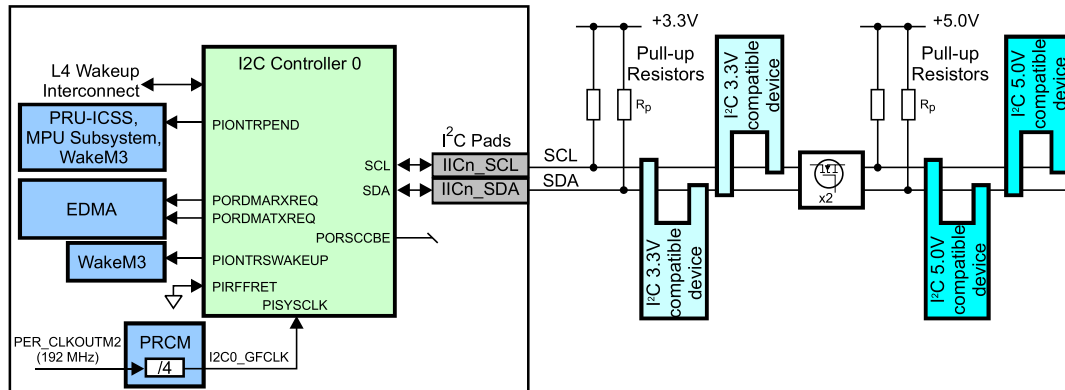 I2C Controller 0
L4 Wakeup
Interconnect
PRU-ICSS,
MPU Subsystem,
WakeM3
PIONTRPEND
EDMA
PORDMARXREQ
PORDMATXREQ
WakeM3
PIONTRSWAKEUP
PIRFFRET
PISYSCLK
SCL
SDA
PORSCCBE
PER_CLKOUTM2
(192 MHz)
PRCM
/4
I2C0_GFCLK
I²C Pads
IICn_SCL
IICn_SDA
SCL
SDA
+3.3V
Pull-up
Resistors
Rp
I²C 3.3V
compatible
device
I²C 3.3V
compatible
device
x2
+5.0V
Pull-up
Resistors
Rp
I²C 5.0V
compatible
device
I²C 5.0V
compatible
device